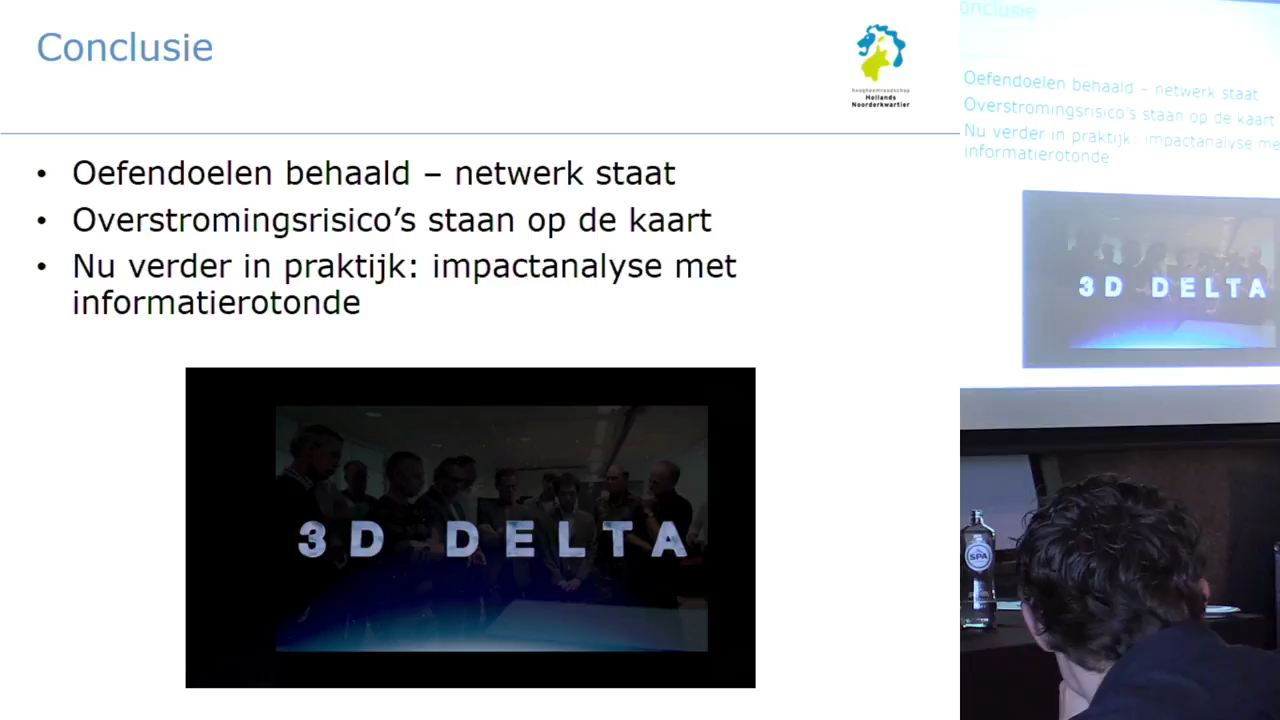 Conclusie
hoogheemraadschap
Hollands
Noorderkwartier
• Oefendoelen behaald – netwerk staat
• Overstromingsrisico’s staan op de kaart
• Nu verder in praktijk: impactanalyse met
informatierotonde
3D DELTA
onclusie
Oefendoelen behaald – netwerk staat
Overstromingsrisico's staan op de kaart
Nu verder in praktijk: impactanalyse me
informatierotonde
3D DELTA
SPA